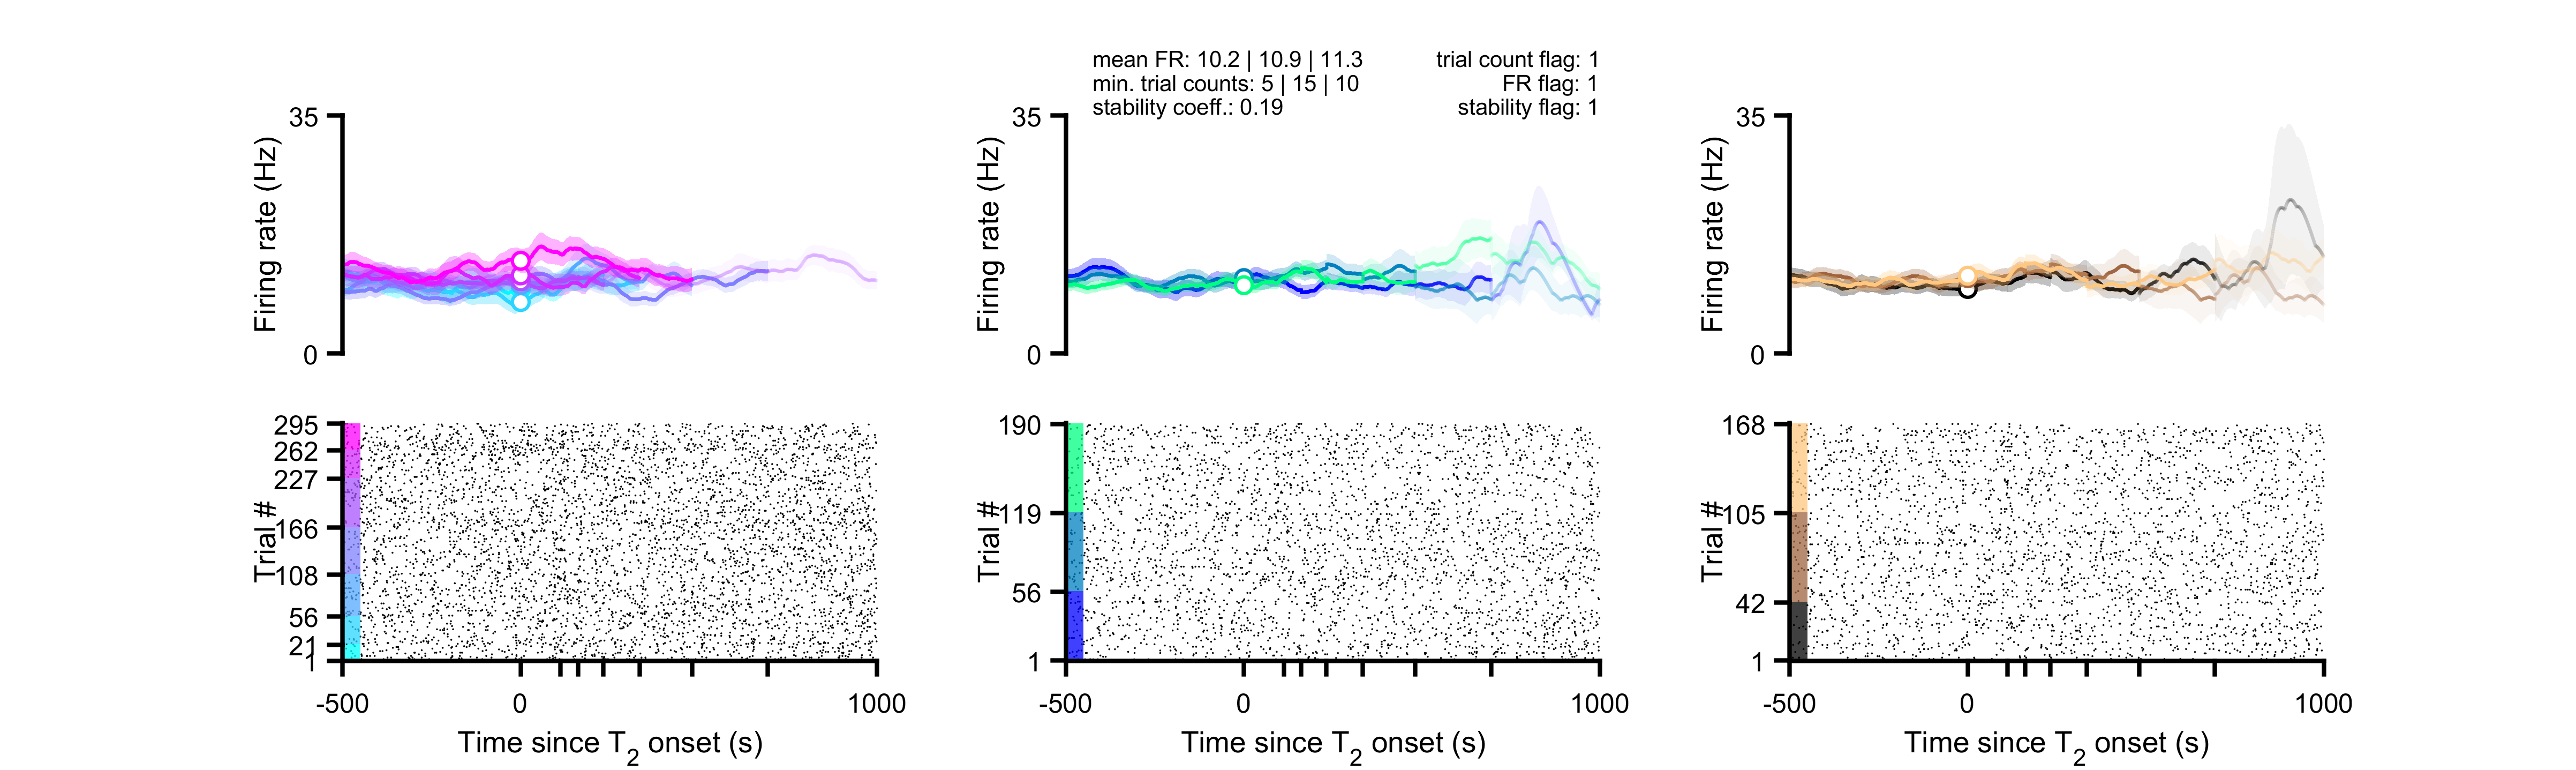 mean FR: 10.2 | 10.9 | 11.3
min. trial counts: 5 | 15 | 10
stability coeff.: 0.19
trial count flag: 1
FR flag: 1
stability flag: 1
35
0
Firing rate (Hz)
35
0
Firing rate (Hz)
35
0
Firing rate (Hz)
295
262
227
166
108
56
21
1
Trial #
-500
0
1000
Time since T2 onset (s)
190
119
56
1
Trial #
-500
0
1000
Time since T2 onset (s)
168
105
42
1
Trial #
-500
0
1000
Time since T2 onset (s)